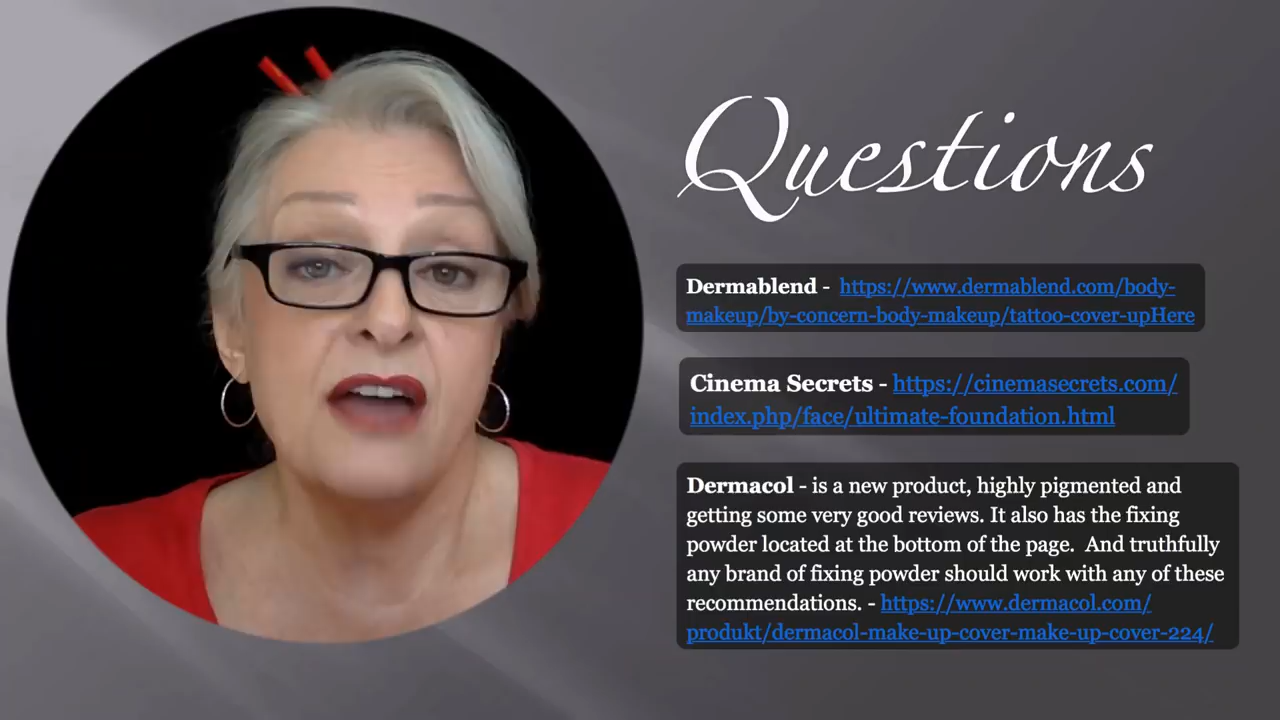 Questions
Dermablend - https://www.dermablend.com/body-
makeup/by-concern-body-makeup/tattoo-cover-upHere
Cinema Secrets - https://cinemasecrets.com/
index.php/face/ultimate-foundation.html
Dermacol - is a new product, highly pigmented and
getting some very good reviews. It also has the fixing
powder located at the bottom of the page.  And truthfully
any brand of fixing powder should work with any of these
recommendations. - https://www.dermacol.com/
produkt/dermacol-make-up-cover-make-up-cover-224/